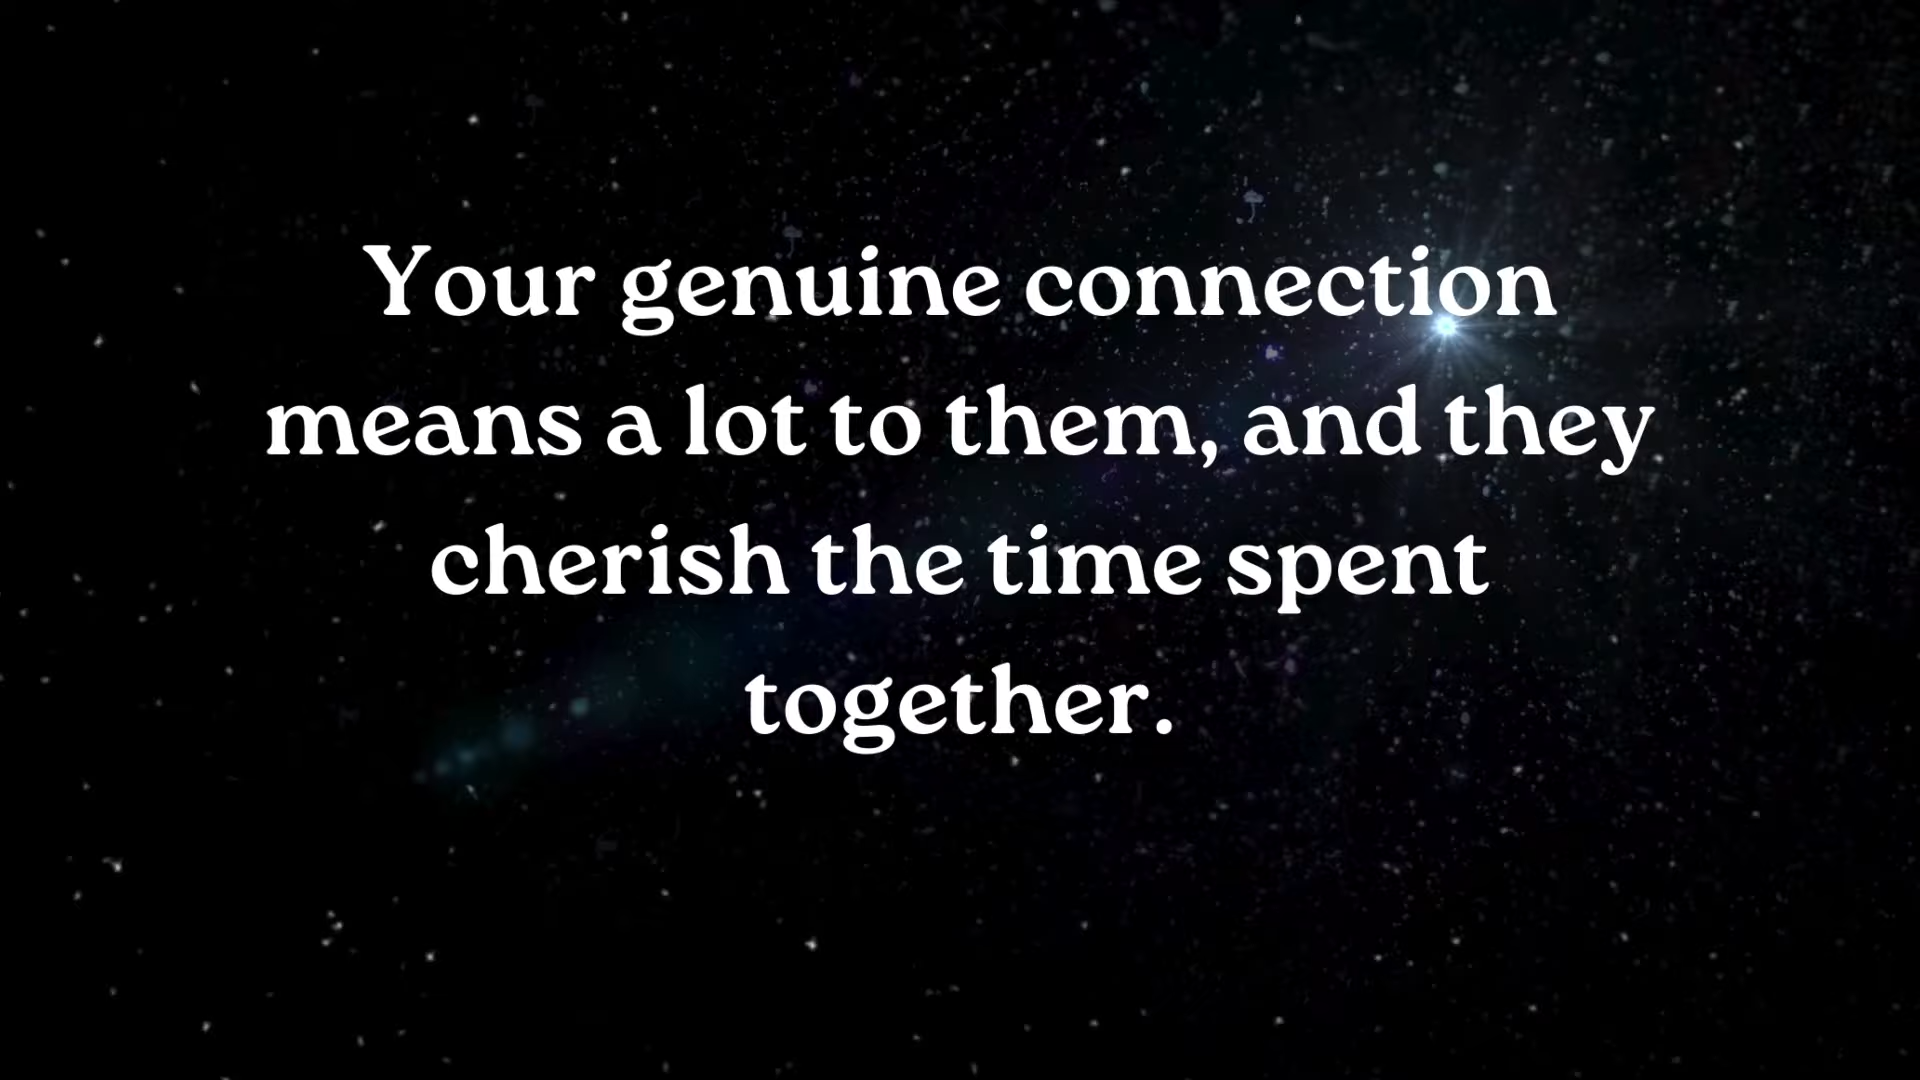 Your genuine connection
means a lot to them, and they
cherish the time spent
together.